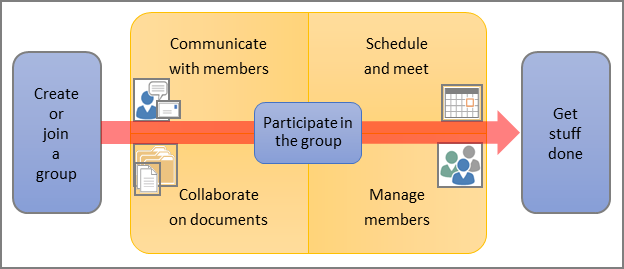 Create
or
join
a
group
Communicate
with members
Schedule
and meet
Participate in
the group
Collaborate
on documents
Manage
members
Get
stuff
done